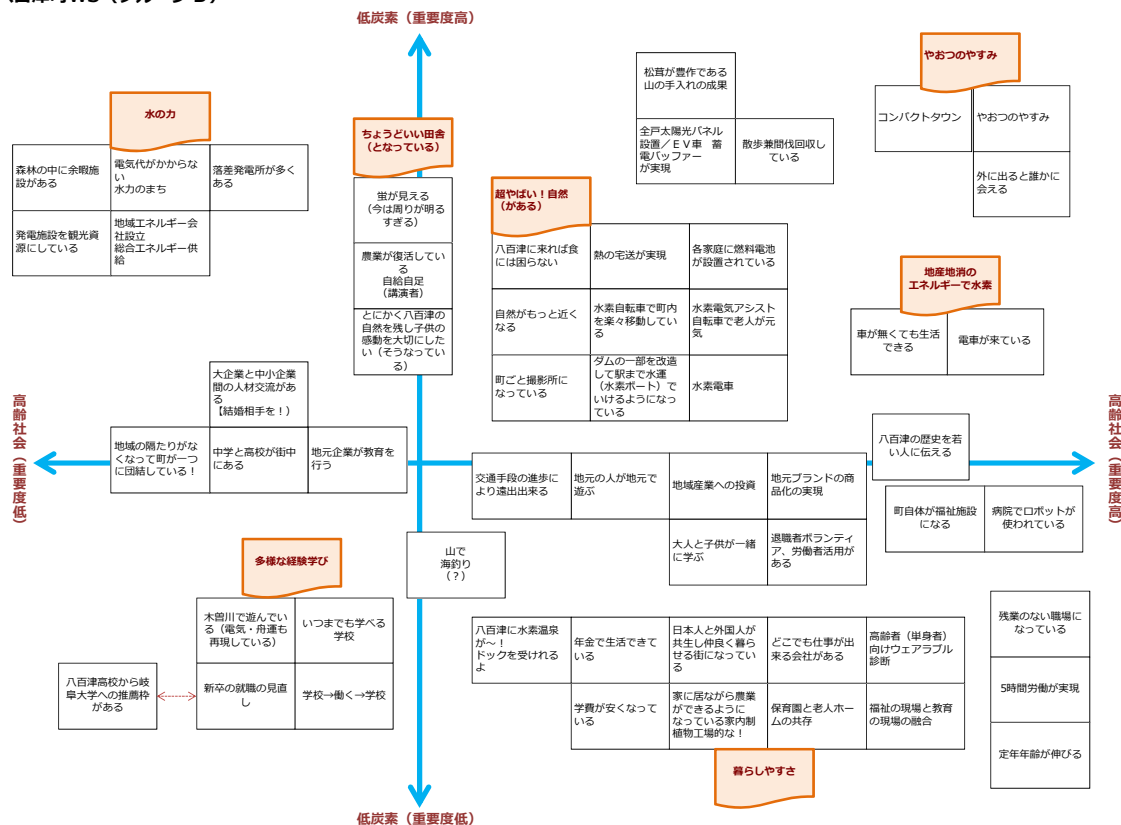 低炭素（重要度高）
水の力
森林の中に余暇施
設がある
電気代がかからな
い
水力のまち
落差発電所が多く
ある
発電施設を観光資
源にしている
地域エネルギー会
社設立
総合エネルギー供
給
ちょうどいい田舎
（となっている）
蛍が見える
（今は周りが明る
すぎる）
農業が復活してい
る
自給自足
（講演者）
とにかく八百津の
自然を残し子供の
感動を大切にした
い（そうなってい
る）
松茸が豊作である
山の手入れの成果
全戸太陽光パネル
設置／ＥＶ車　蓄
電バッファー
が実現
散歩兼間伐回収し
ている
やおつのやすみ
コンパクトタウン
やおつのやすみ
外に出ると誰かに
会える
超やばい！自然
（がある）
八百津に来れば食
には困らない
熱の宅送が実現
各家庭に燃料電池
が設置されている
自然がもっと近く
なる
水素自転車で町内
を楽々移動してい
る
水素電気アシスト
自転車で老人が元
気
町ごと撮影所に
なっている
ダムの一部を改造
して駅まで水運
（水素ボート）で
いけるようになっ
ている
水素電車
地産地消の
エネルギーで水素
車が無くても生活
できる
電車が来ている
大企業と中小企業
間の人材交流があ
る
【結婚相手を！】
地域の隔たりがな
くなって町が一つ
に団結している！
中学と高校が街中
にある
地元企業が教育を
行う
高齢社会（重要度低）
高齢社会（重要度高）
八百津の歴史を若
い人に伝える
交通手段の進歩に
より遠出出来る
地元の人が地元で
遊ぶ
地域産業への投資
地元ブランドの商
品化の実現
町自体が福祉施設
になる
病院でロボットが
使われている
大人と子供が一緒
に学ぶ
退職者ボランティ
ア、労働者活用が
ある
山で
海釣り
（？）
多様な経験学び
木曽川で遊んでい
る（電気・舟運も
再現している）
いつまでも学べる
学校
八百津高校から岐
阜大学への推薦枠
がある
新卒の就職の見直
し
学校→働く→学校
八百津に水素温泉
が～！
ドックを受けれる
よ
年金で生活できて
いる
日本人と外国人が
共生し仲良く暮ら
せる街になってい
る
どこでも仕事が出
来る会社がある
高齢者（単身者）
向けウェアラブル
診断
学費が安くなって
いる
家に居ながら農業
ができるように
なっている家内制
植物工場的な！
保育園と老人ホー
ムの共存
福祉の現場と教育
の現場の融合
残業のない職場に
なっている
5時間労働が実現
定年年齢が伸びる
暮らしやすさ
低炭素（重要度低）